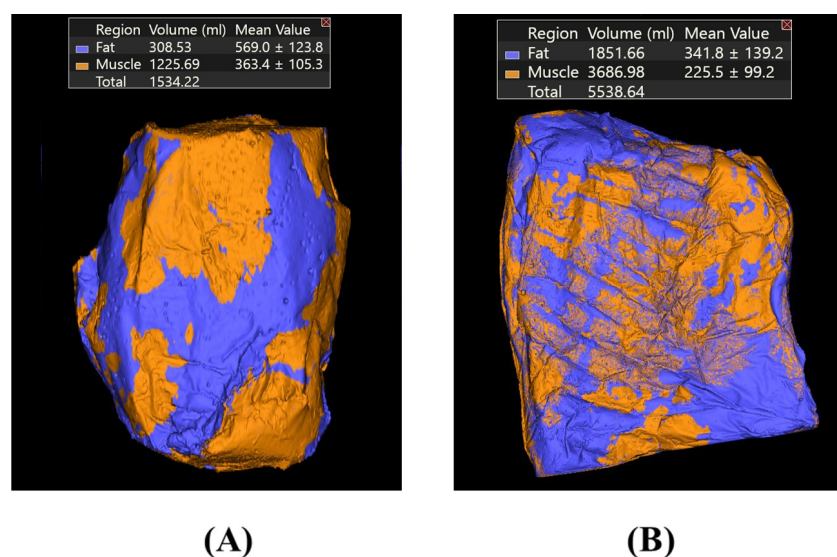 Region Volume (ml) Mean Value
Fat 308.53 569.0 ± 123.8
Muscle 1225.69 363.4 ± 105.3
Total 1534.22
Region Volume (ml) Mean Value
Fat 1851.66 341.8 ± 139.2
Muscle 3686.98 225.5 ± 99.2
Total 5538.64
(A)
(B)